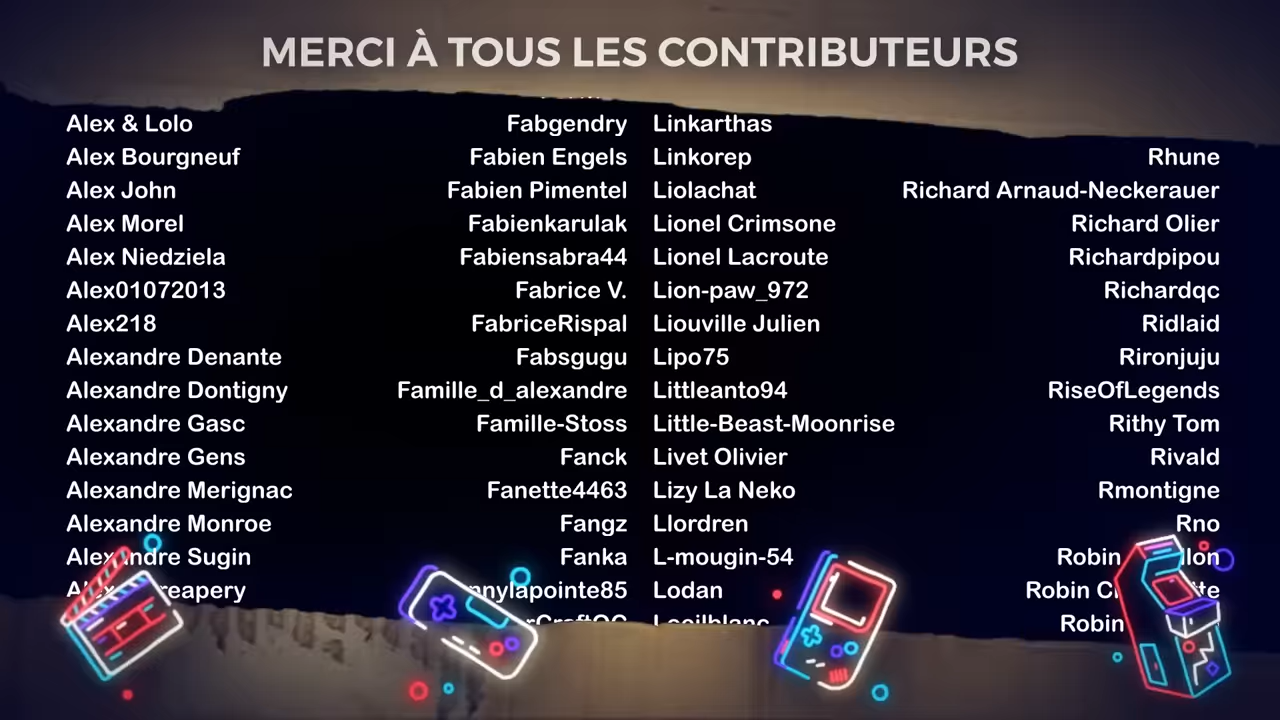 MERCI À TOUS LES CONTRIBUTEURS
Alex & Lolo
Alex Bourgneuf
Alex John
Alex Morel
Alex Niedziela
Alex01072013
Alex218
Alexandre Denante
Alexandre Dontigny
Alexandre Gasc
Alexandre Gens
Alexandre Merignac
Alexandre Monroe
Alexandre Sugin
Fabgendry
Fabien Engels
Fabien Pimentel
Fabienkarulak
Fabiensabra44
Fabrice V.
FabriceRispal
Fabsgugu
Famille_d_alexandre
Famille-Stoss
Fanck
Fanette4463
Fangz
Fanka
Linkarthas
Linkorep
Liolachat
Lionel Crimsone
Lionel Lacroute
Lion-paw_972
Liouville Julien
Lipo75
Littleanto94
Little-Beast-Moonrise
Livet Olivier
Lizy La Neko
Llordren
L-mougin-54
Lodan
Rhune
Richard Arnaud-Neckerauer
Richard Olier
Richardpipou
Richardqc
Ridlaid
Rironjuju
RiseOfLegends
Rithy Tom
Rivald
Rmontigne
Rno
Robin
Robin
Robin